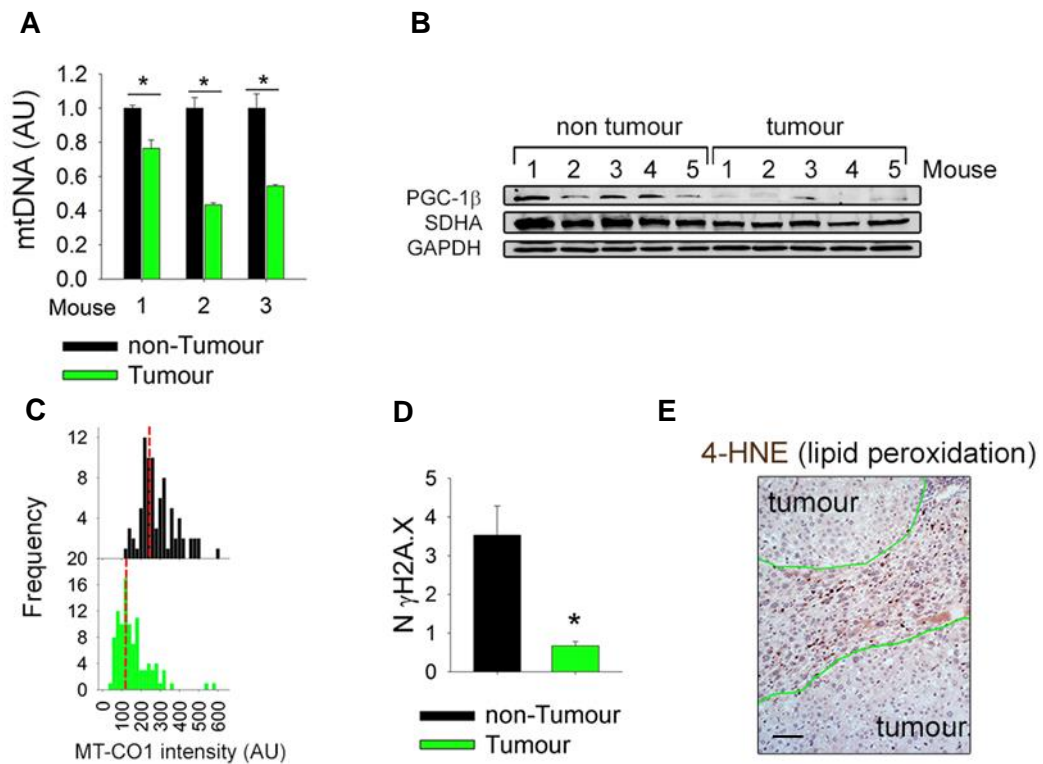 A
mtDNA (AU)
1.2
1.0
0.8
0.6
0.4
0.2
0.0
* * *
Mouse 1 2 3
non-Tumour
Tumour
B
non tumour tumour
1 2 3 4 5 1 2 3 4 5 Mouse
PGC-1β
SDHA
GAPDH
C
Frequency
12
4
20
16
12
8
4
0
0 100 200 300 400 500 600
MT-CO1 intensity (AU)
D
N γH2A.X
5
4
3
2
1
0
*
non-Tumour
Tumour
E
4-HNE (lipid peroxidation)
tumour
tumour